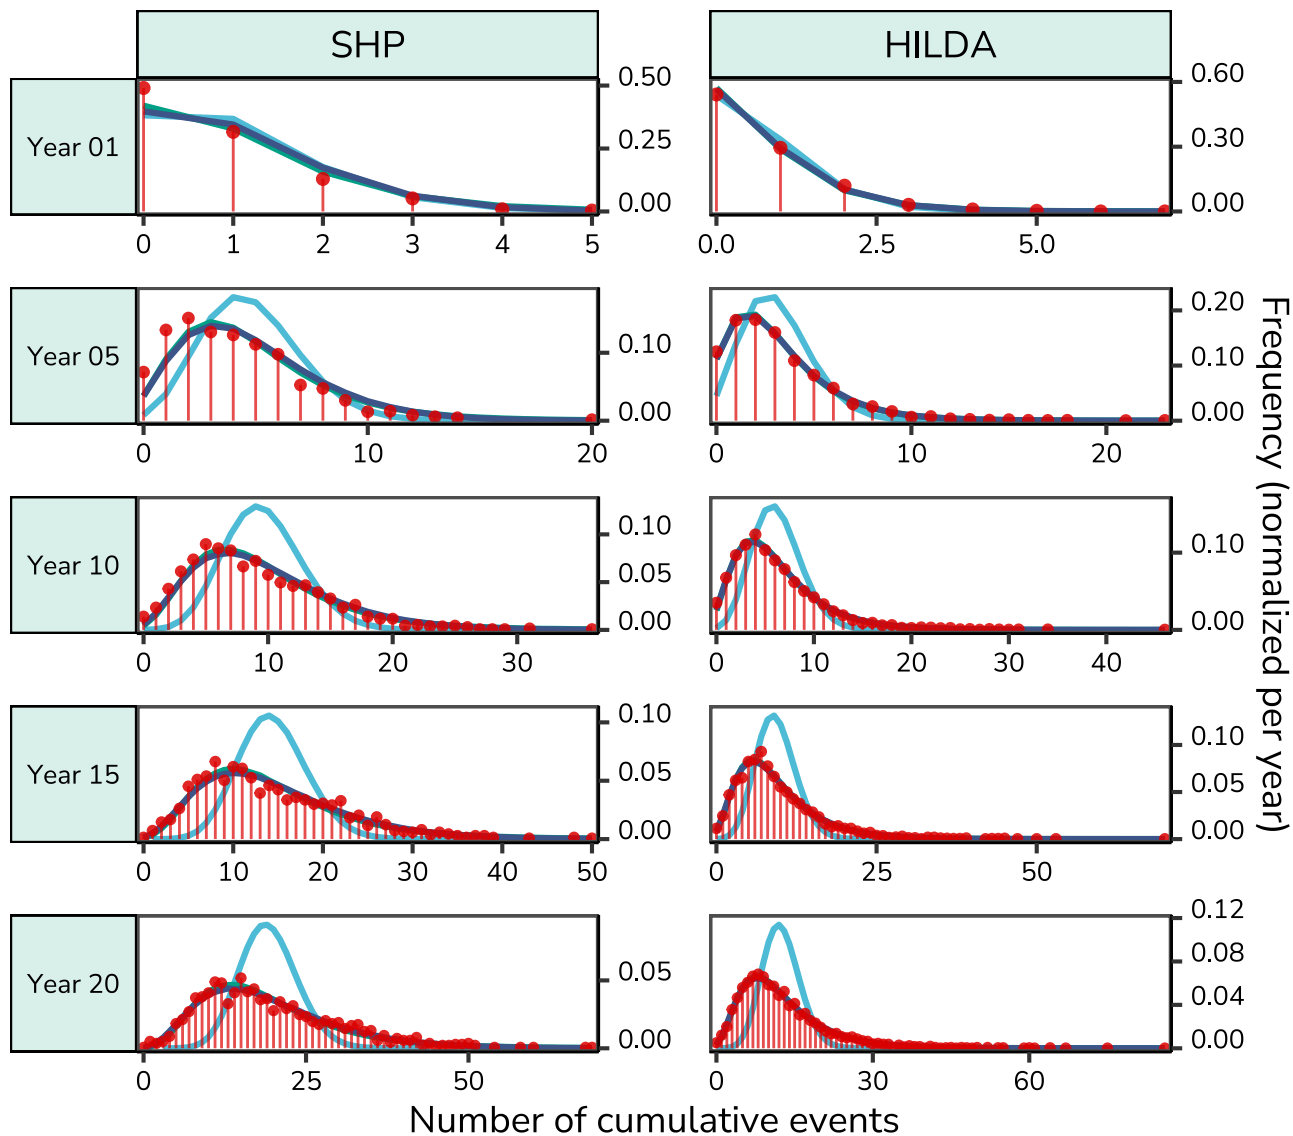 SHP HILDA
Year 01
0.50
0.25
0.00
0 1 2 3 4 5
0.60
0.30
0.00
0.0 2.5 5.0
Year 05
0.10
0.00
0 10 20
0.20
0.10
0.00
0 10 20
Year 10
0.10
0.05
0.00
0 10 20 30
0.10
0.00
0 10 20 30 40
Year 15
0.10
0.05
0.00
0 10 20 30 40 50
0.10
0.05
0.00
0 25 50
Year 20
0.05
0.00
0 25 50
0.12
0.08
0.04
0.00
0 30 60
Number of cumulative events
Frequency (normalized per year)